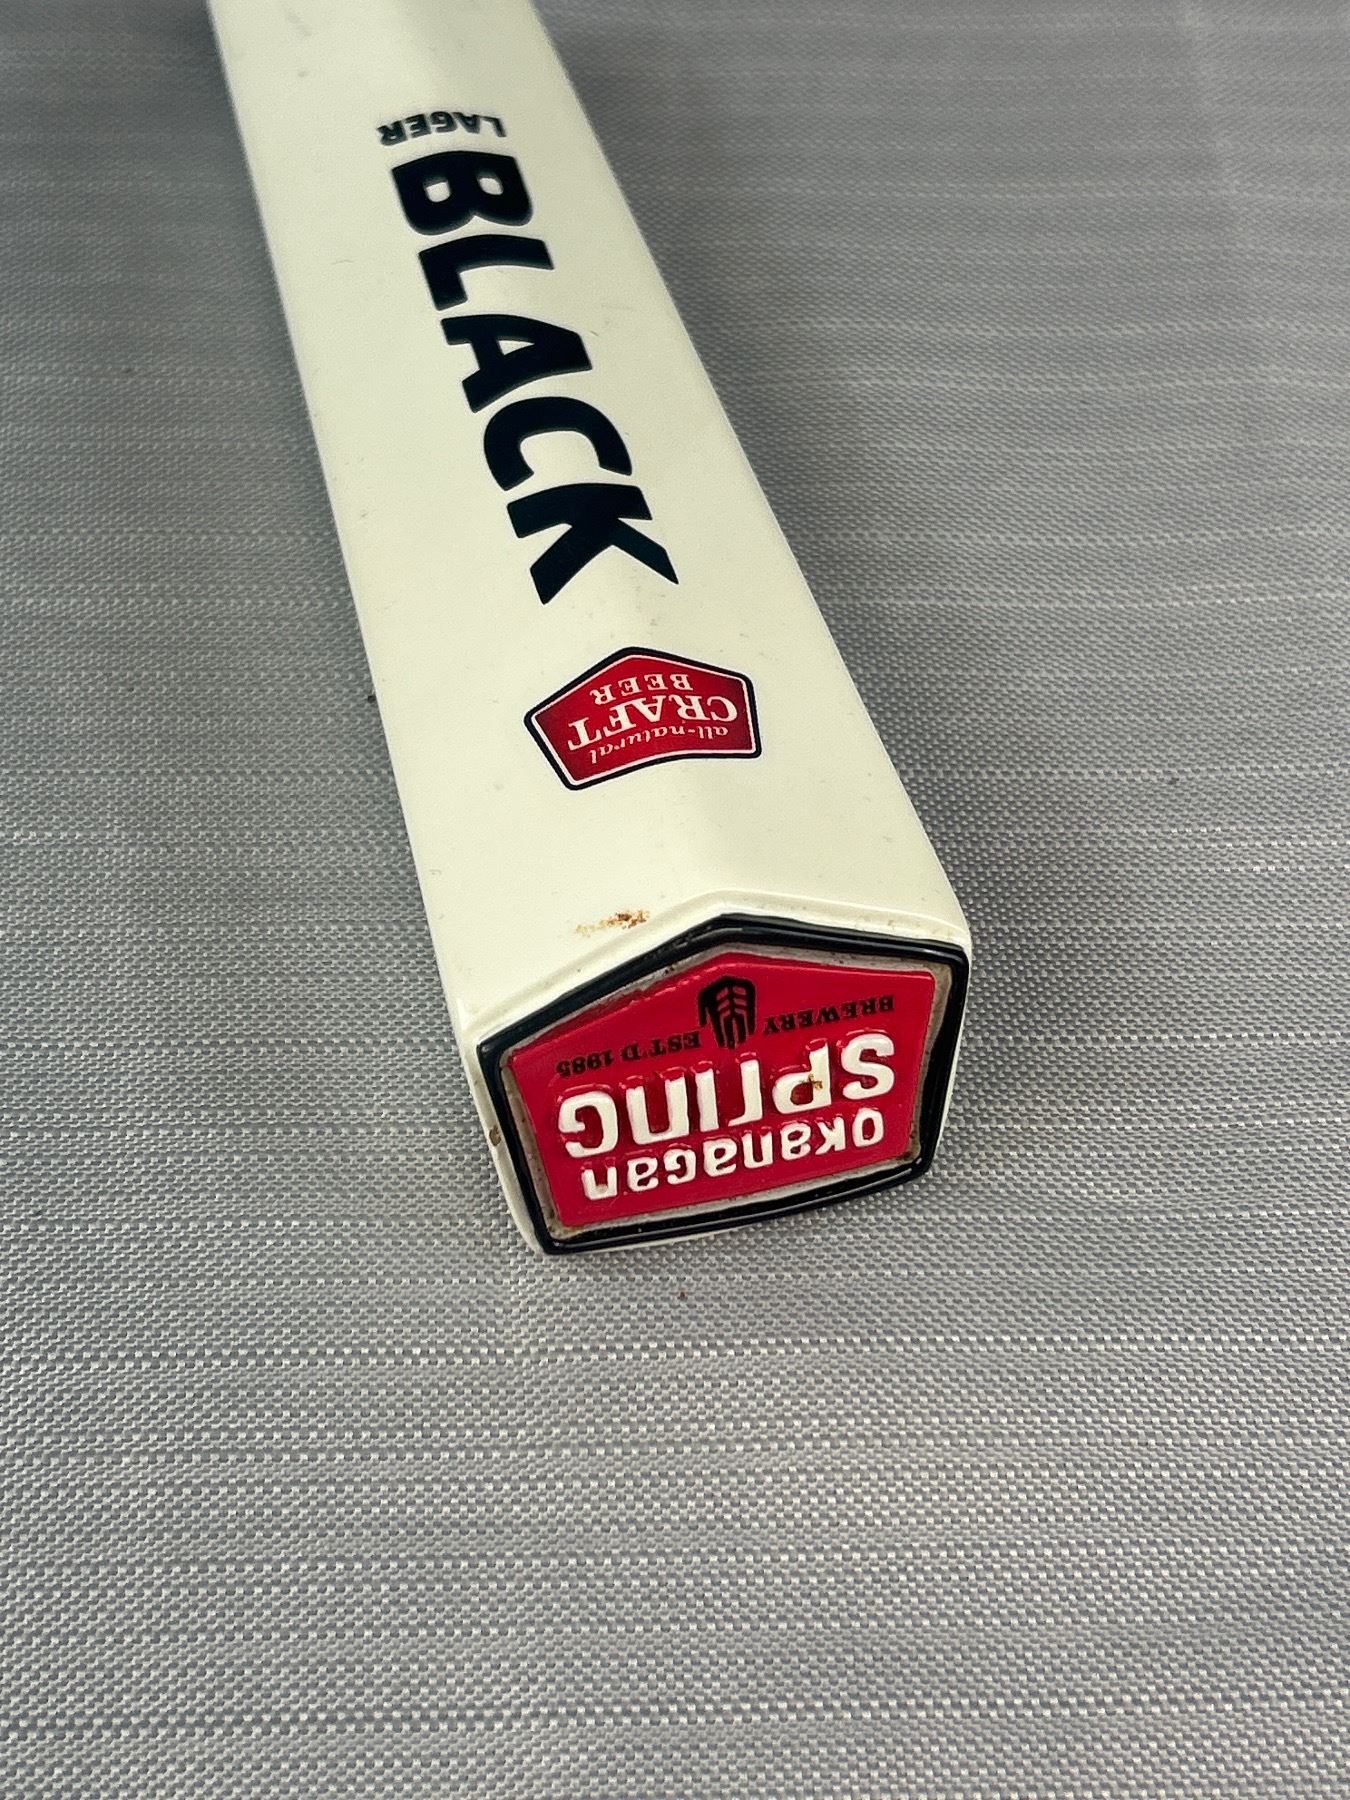 okanagan
SPrING
BREWERY EST'D 1985
all-natural
CRAFT
BEER
BLACK
LAGER